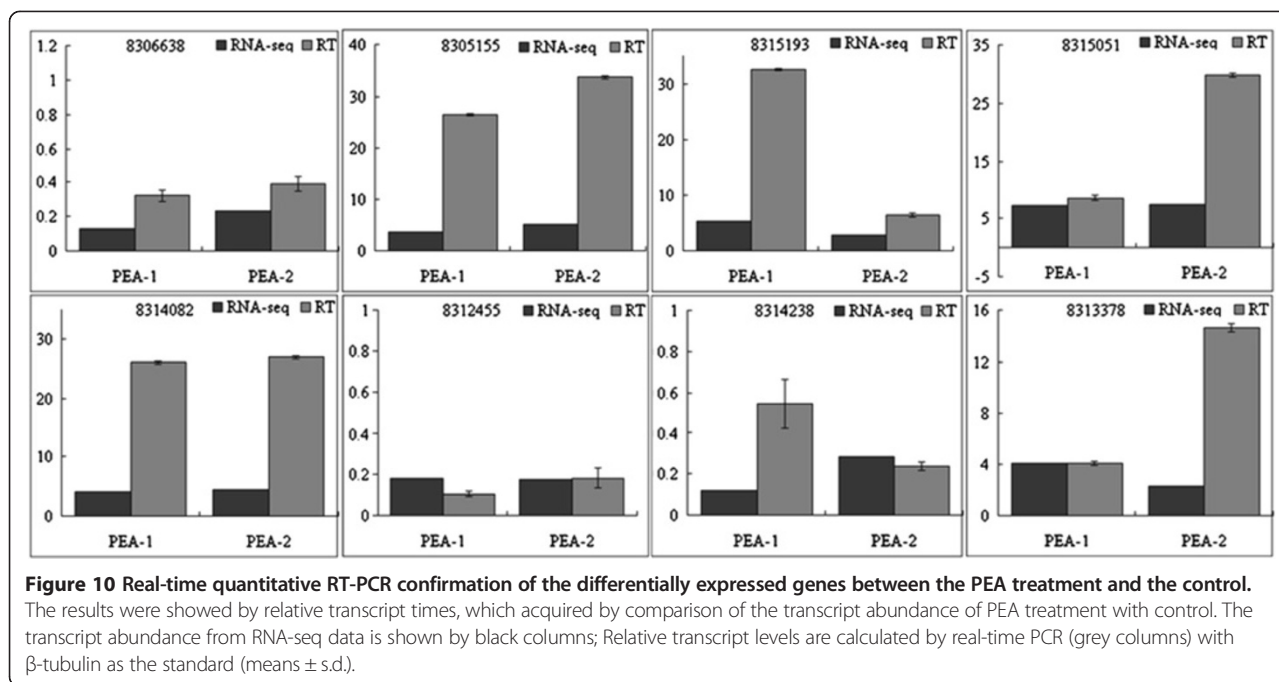 8306638 RNA-seq RT
1.2
1
0.8
0.6
0.4
0.2
0
PEA-1 PEA-2
8305155 RNA-seq RT
40
30
20
10
0
PEA-1 PEA-2
8315193 RNA-seq RT
30
20
10
0
PEA-1 PEA-2
8315051 RNA-seq RT
35
25
15
5
-5
PEA-1 PEA-2
8314082 RNA-seq RT
30
20
10
0
PEA-1 PEA-2
8312455 RNA-seq RT
1
0.8
0.6
0.4
0.2
0
PEA-1 PEA-2
8314238 RNA-seq RT
1
0.8
0.6
0.4
0.2
0
PEA-1 PEA-2
8313378 RNA-seq RT
16
12
8
4
0
PEA-1 PEA-2
Figure 10 Real-time quantitative RT-PCR confirmation of the differentially expressed genes between the PEA treatment and the control.
The results were showed by relative transcript times, which acquired by comparison of the transcript abundance of PEA treatment with control. The
transcript abundance from RNA-seq data is shown by black columns; Relative transcript levels are calculated by real-time PCR (grey columns) with
β-tubulin as the standard (means ± s.d.).